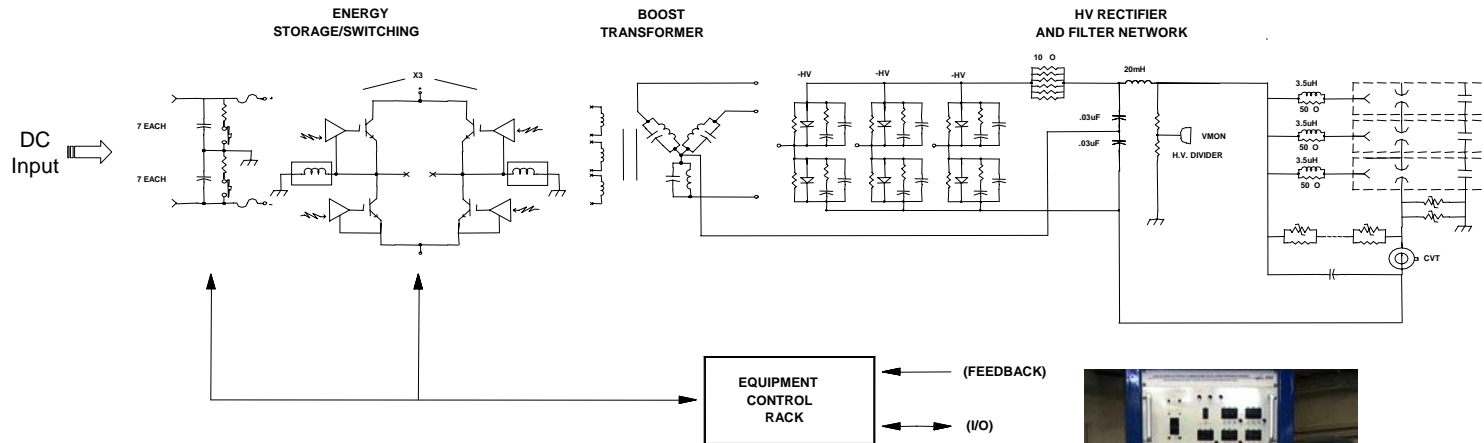 ENERGY
STORAGE/SWITCHING
BOOST
TRANSFORMER
HV RECTIFIER
AND FILTER NETWORK
DC
Input
7 EACH
7 EACH
+
-
X3
+
-HV
-HV
-HV
10 O
20mH
.03uF
.03uF
VMON
H.V. DIVIDER
3.5uH
50 O
3.5uH
50 O
3.5uH
50 O
CVT
EQUIPMENT
CONTROL
RACK
(FEEDBACK)
(I/O)